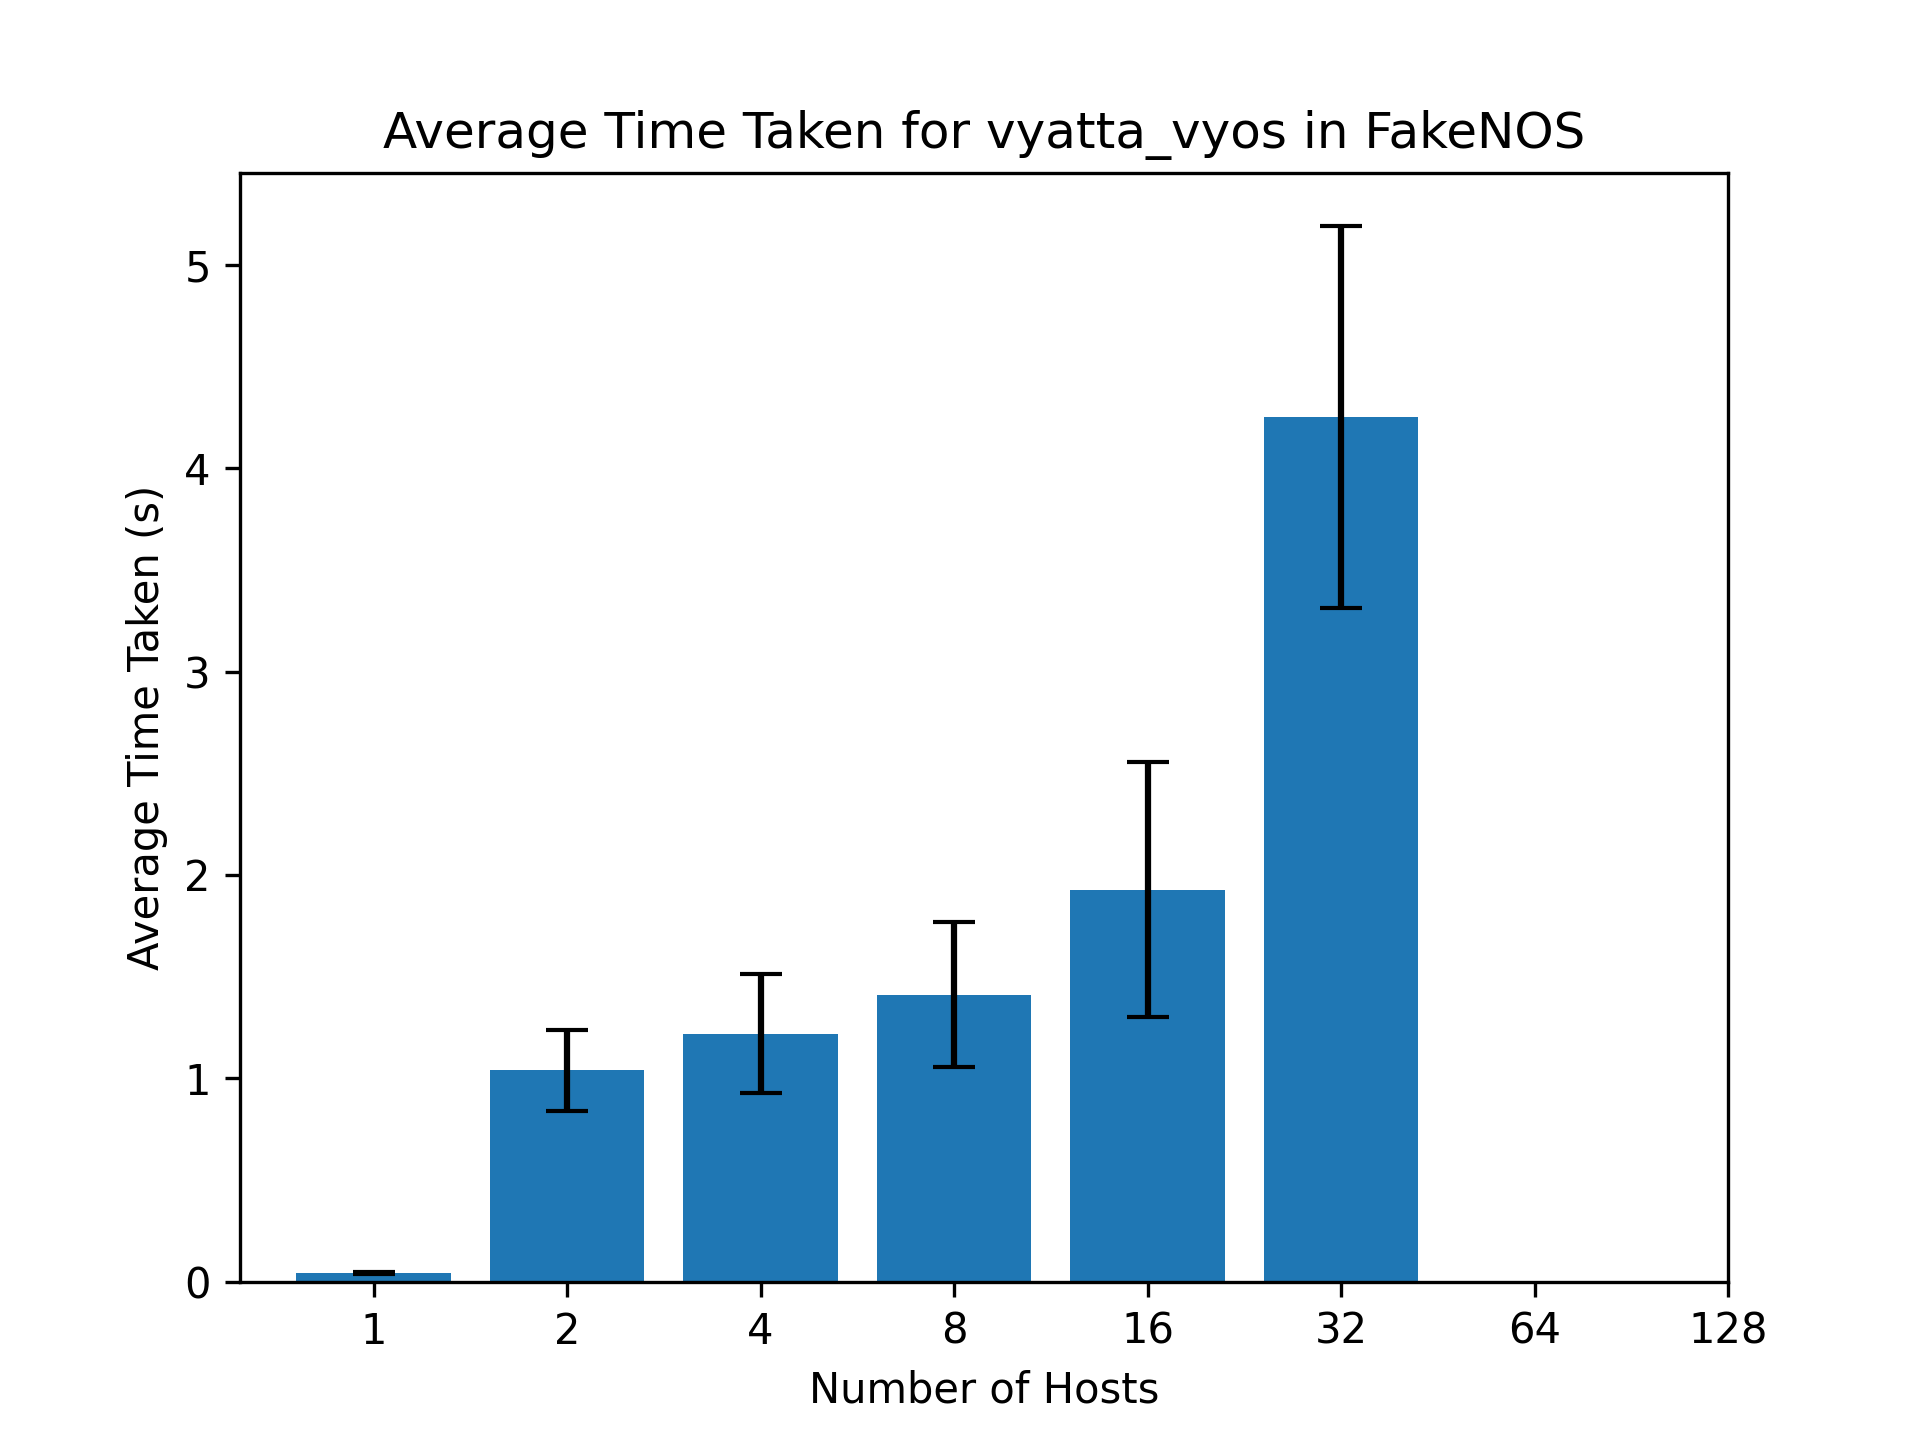 Average Time Taken for vyatta_vyos in FakeNOS
Average Time Taken (s)
5
4
3
2
1
0
1 2 4 8 16 32 64 128
Number of Hosts